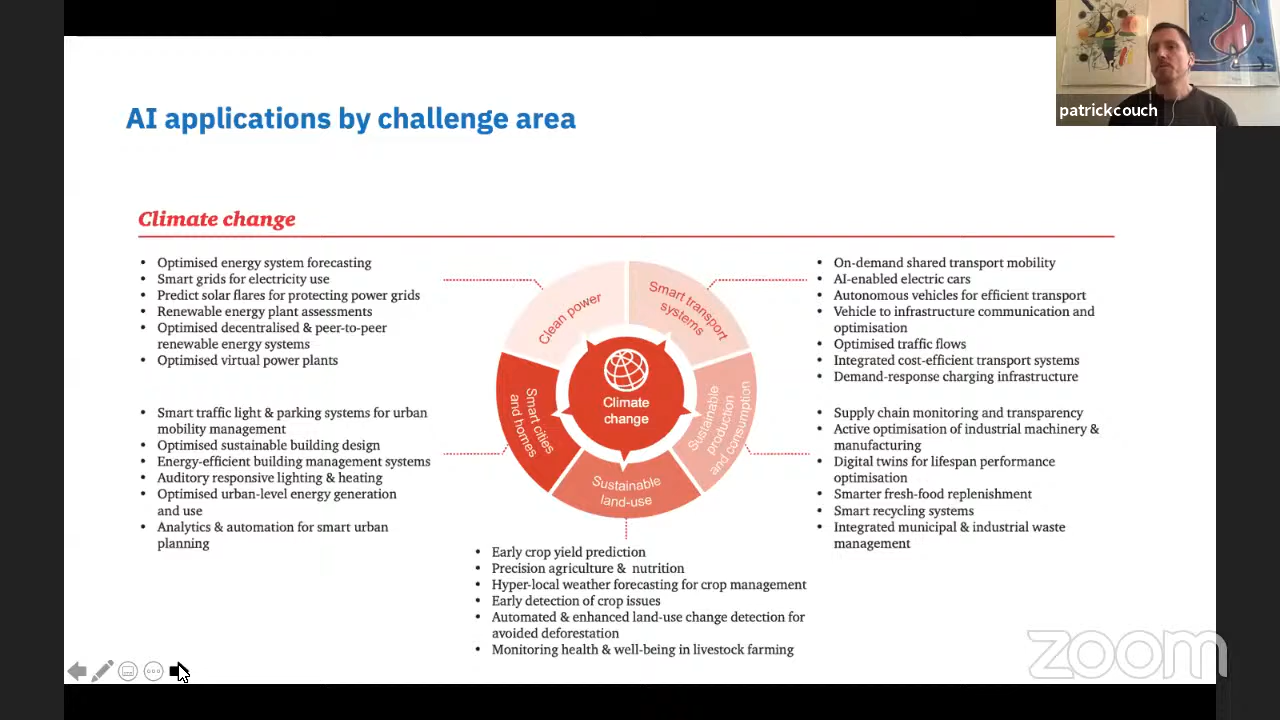 patrickcouch
AI applications by challenge area
Climate change
• Optimised energy system forecasting
• Smart grids for electricity use
• Predict solar flares for protecting power grids
• Renewable energy plant assessments
• Optimised decentralised & peer-to-peer
renewable energy systems
• Optimised virtual power plants
• Smart traffic light & parking systems for urban
mobility management
• Optimised sustainable building design
• Energy-efficient building management systems
• Auditory responsive lighting & heating
• Optimised urban-level energy generation
and use
• Analytics & automation for smart urban
planning
Clean power
Smart transport
systems
Smart cities
and homes
Climate
change
Sustainable
production
and consumption
Sustainable
land-use
• On-demand shared transport mobility
• AI-enabled electric cars
• Autonomous vehicles for efficient transport
• Vehicle to infrastructure communication and
optimisation
• Optimised traffic flows
• Integrated cost-efficient transport systems
• Demand-response charging infrastructure
• Supply chain monitoring and transparency
• Active optimisation of industrial machinery &
manufacturing
• Digital twins for lifespan performance
optimisation
• Smarter fresh-food replenishment
• Smart recycling systems
• Integrated municipal & industrial waste
management
• Early crop yield prediction
• Precision agriculture & nutrition
• Hyper-local weather forecasting for crop management
• Early detection of crop issues
• Automated & enhanced land-use change detection for
avoided deforestation
• Monitoring health & well-being in livestock farming
zoom